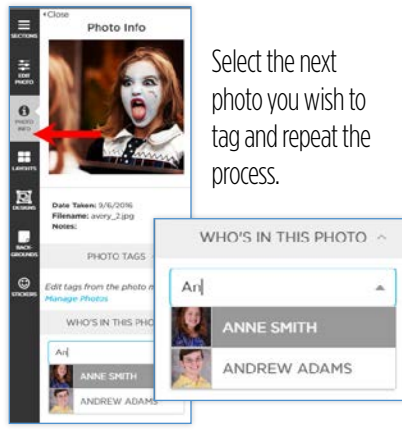 Close
Photo Info
SECTIONS
EDIT
PHOTO
PHOTO
INFO
LAYOUTS
DESIGNS
BACK-
GROUNDS
STICKERS
Date Taken: 9/6/2016
Filename: avery_2.jpg
Notes:
PHOTO TAGS
Edit tags from the photo
Manage Photos
WHO'S IN THIS PHO
An
ANNE SMITH
ANDREW ADAMS
Select the next
photo you wish to
tag and repeat the
process.
WHO'S IN THIS PHOTO
An
ANNE SMITH
ANDREW ADAMS